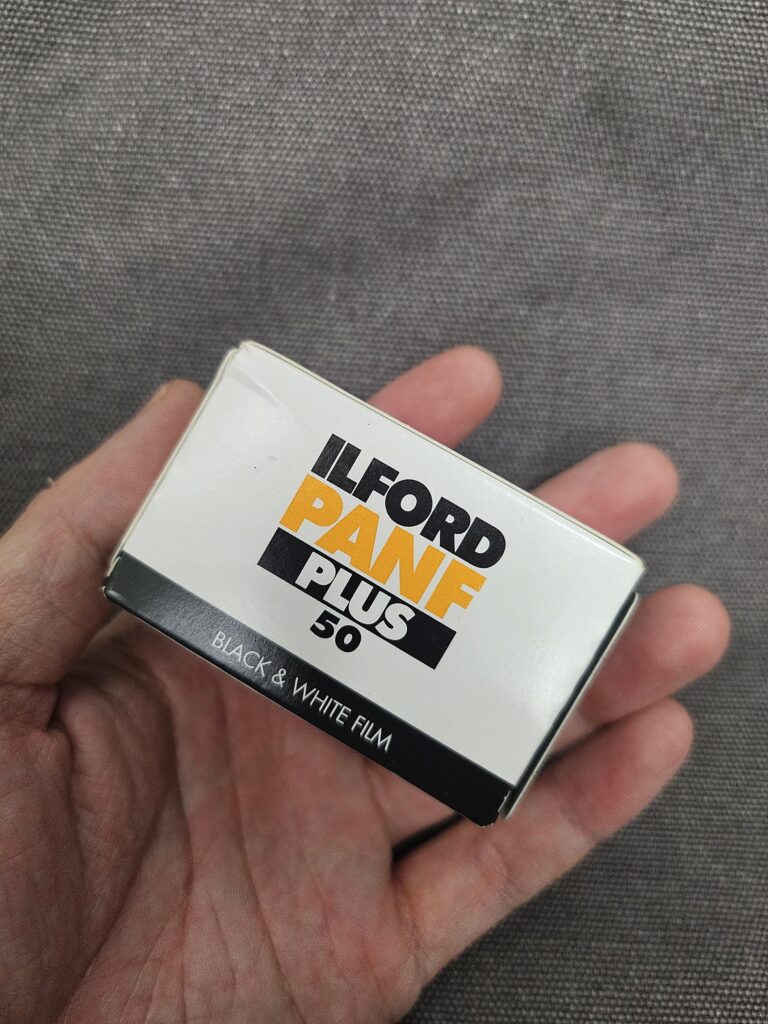 ILFORD
PANF
PLUS
50
BLACK & WHITE FILM